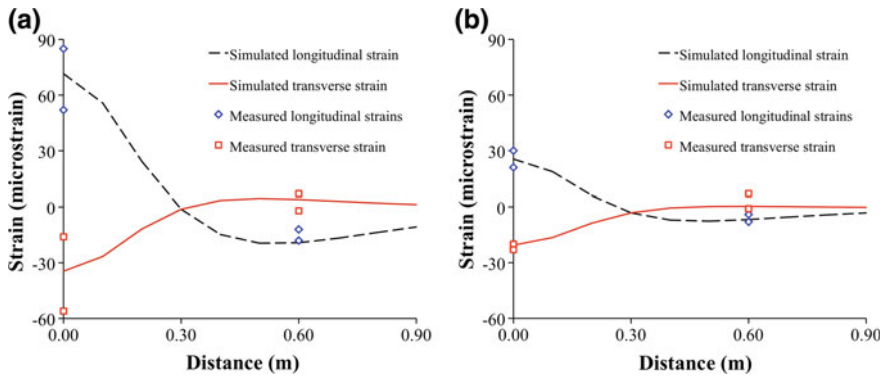 (a)
90
60
30
0
-30
-60
Strain (microstrain)
Simulated longitudinal strain
Simulated transverse strain
Measured longitudinal strains
Measured transverse strain
0.00
0.30
0.60
0.90
Distance (m)
(b)
90
60
30
0
-30
-60
Strain (microstrain)
Simulated longitudinal strain
Simulated transverse strain
Measured longitudinal strains
Measured transverse strain
0.00
0.30
0.60
0.90
Distance (m)